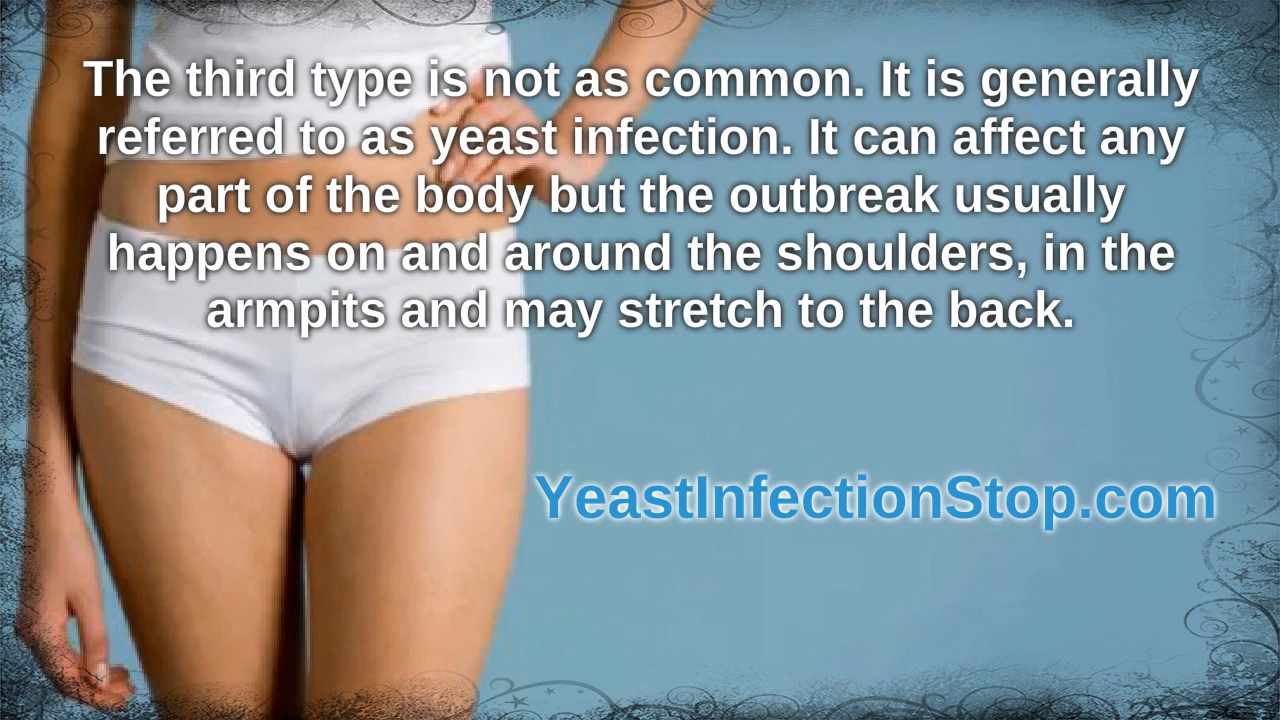 The third type is not as common. It is generally
referred to as yeast infection. It can affect any
part of the body but the outbreak usually
happens on and around the shoulders, in the
armpits and may stretch to the back.
YeastInfectionStop.com